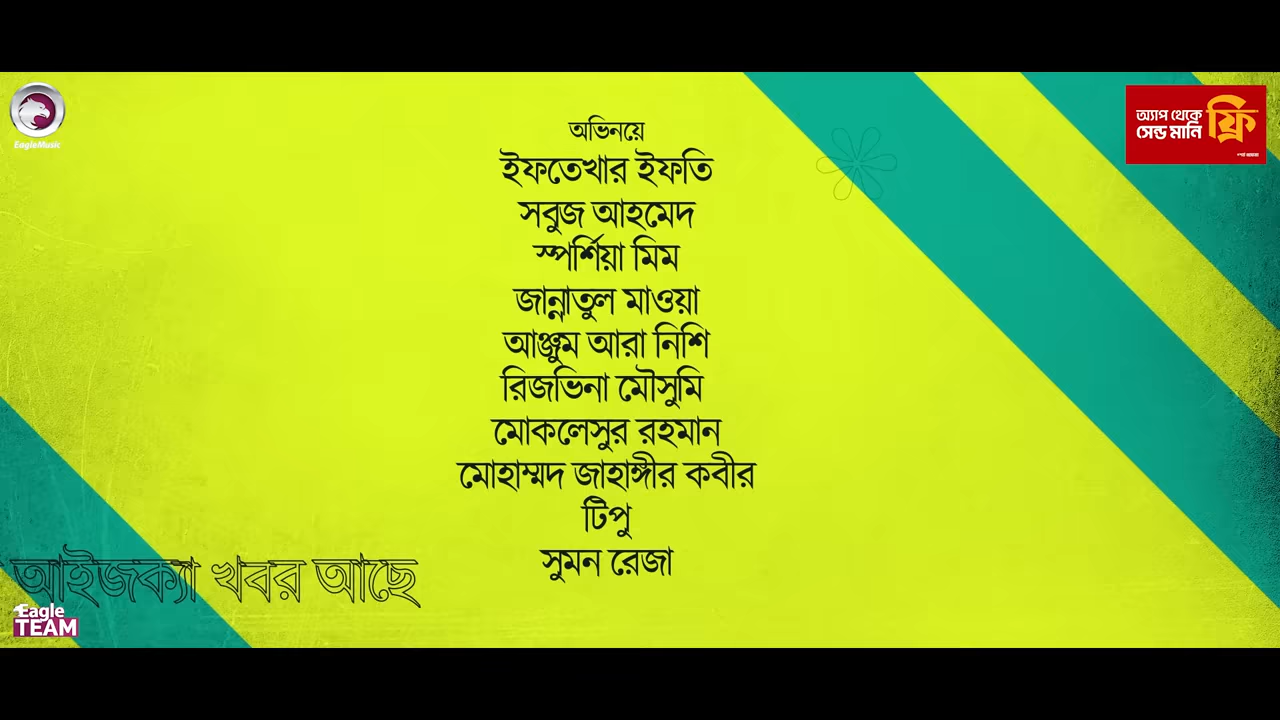 অভিনয়ে
ইফতেখার ইফতি
সবুজ আহমেদ
স্পর্শিয়া মিম
জান্নাতুল মাওয়া
আঞ্জুম আরা নিশি
রিজভিনা মৌসুমি
মোকলেসুর রহমান
মোহাম্মদ জাহাঙ্গীর কবীর
টিপু
সুমন রেজা
EagleMusic
অ্যাপ থেকে
সেন্ড মানি
ফ্রি
আইজক্যা খবর আছে
Eagle
TEAM